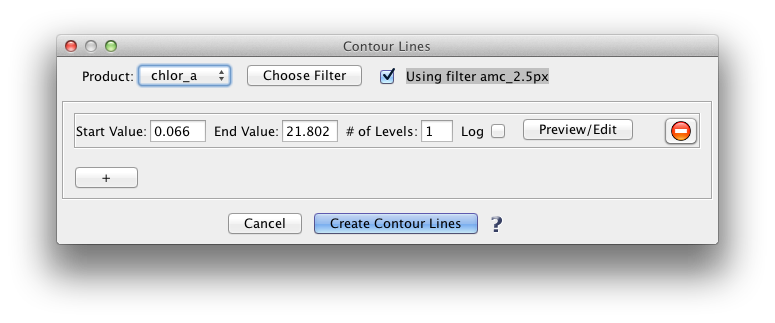 Contour Lines
Product: chlor_a Choose Filter Using filter amc_2.5px
Start Value: 0.066 End Value: 21.802 # of Levels: 1 Log Preview/Edit
+
Cancel Create Contour Lines ?